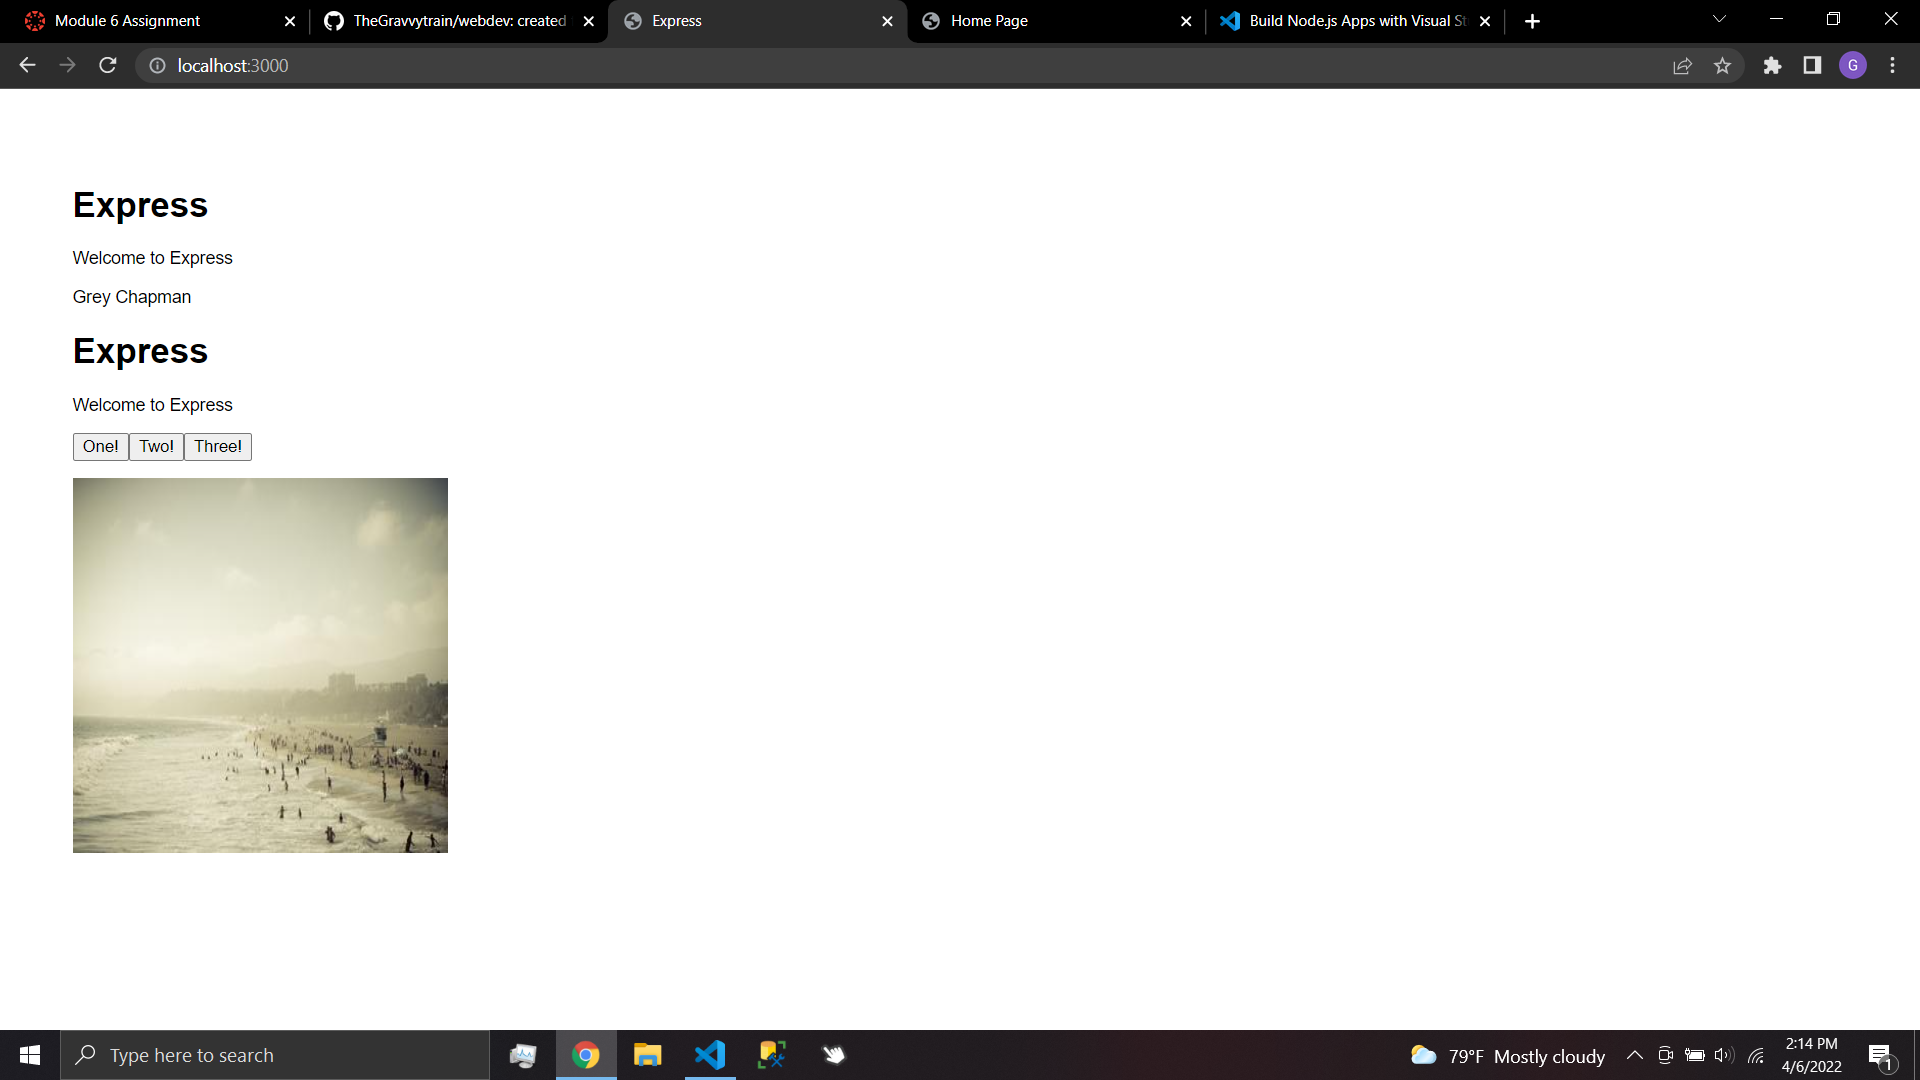 Module 6 Assignment
TheGravvytrain/webdev: created
Express
Home Page
Build Node.js Apps with Visual St
localhost:3000
G
Express
Welcome to Express
Grey Chapman
Express
Welcome to Express
One! Two! Three!
Type here to search
79°F Mostly cloudy
2:14 PM
4/6/2022
1